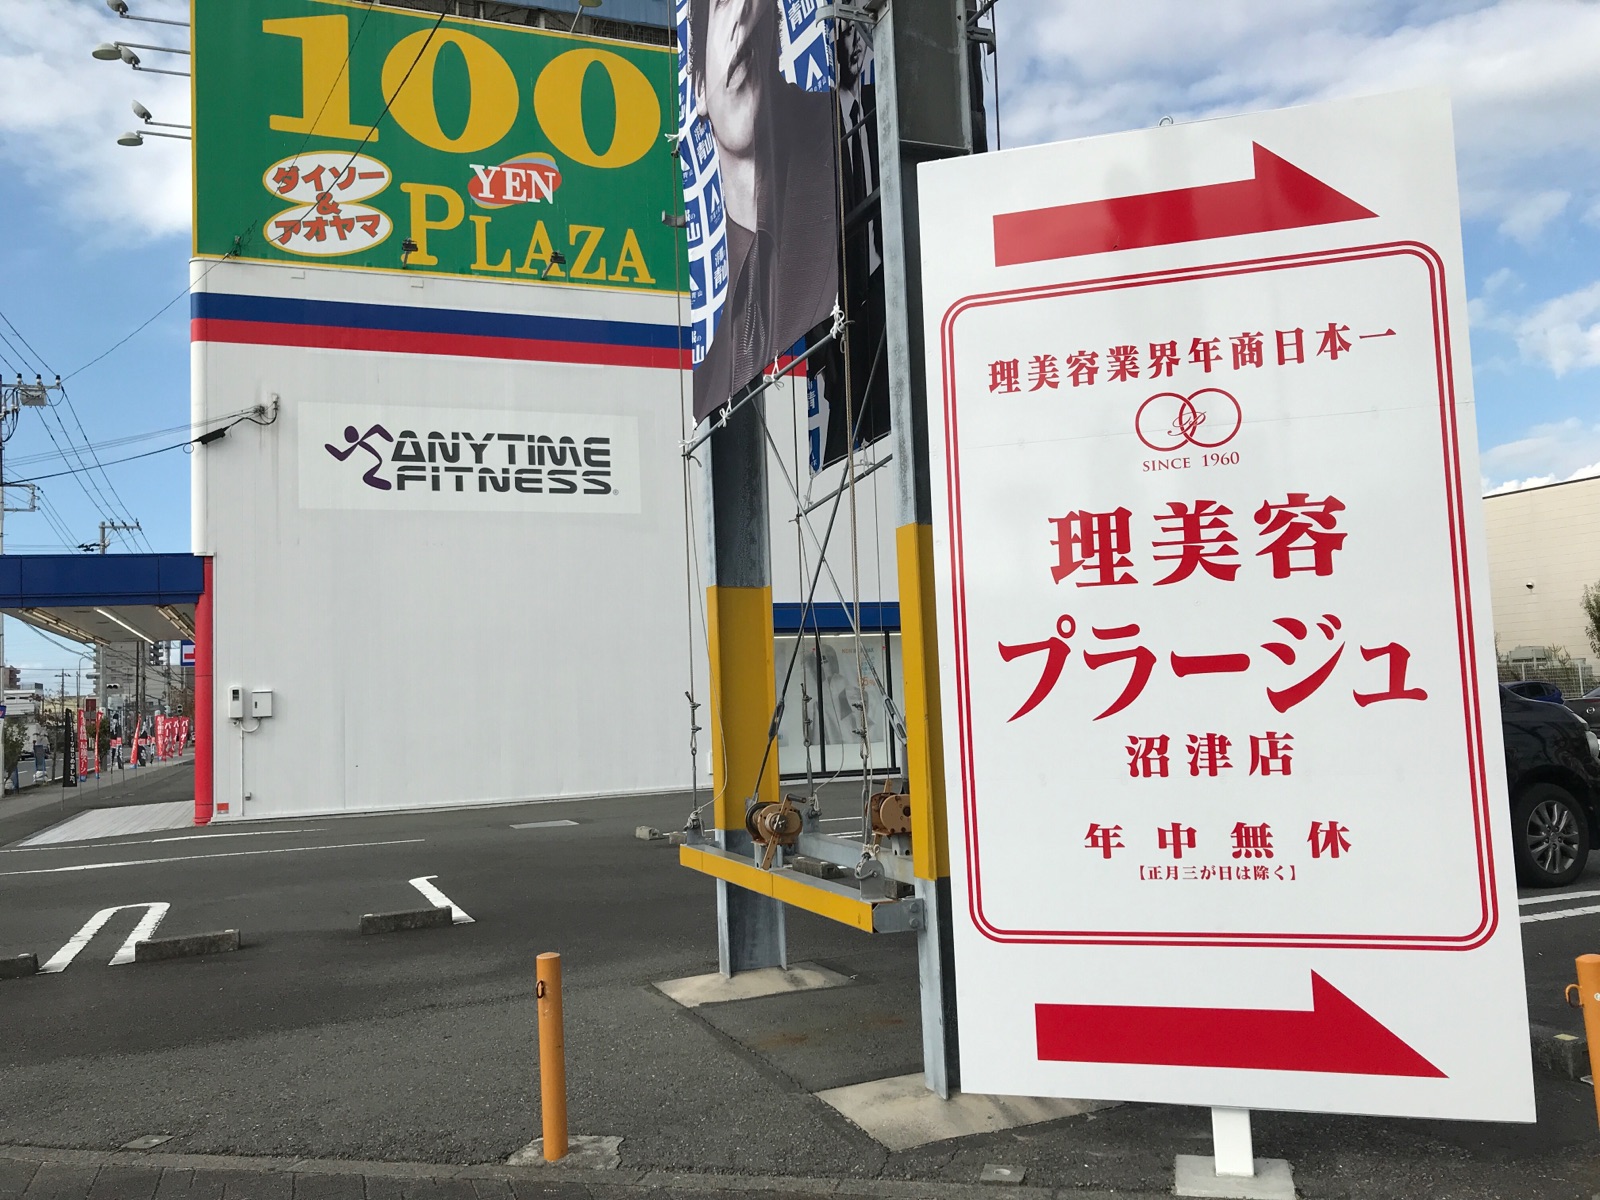 100
YEN
ダイソー
&
アオヤマ
PLAZA
ANYTIME
FITNESS
理美容業界年商日本一
SINCE 1960
理美容
プラージュ
沼津店
年中無休
【正月三が日は除く】